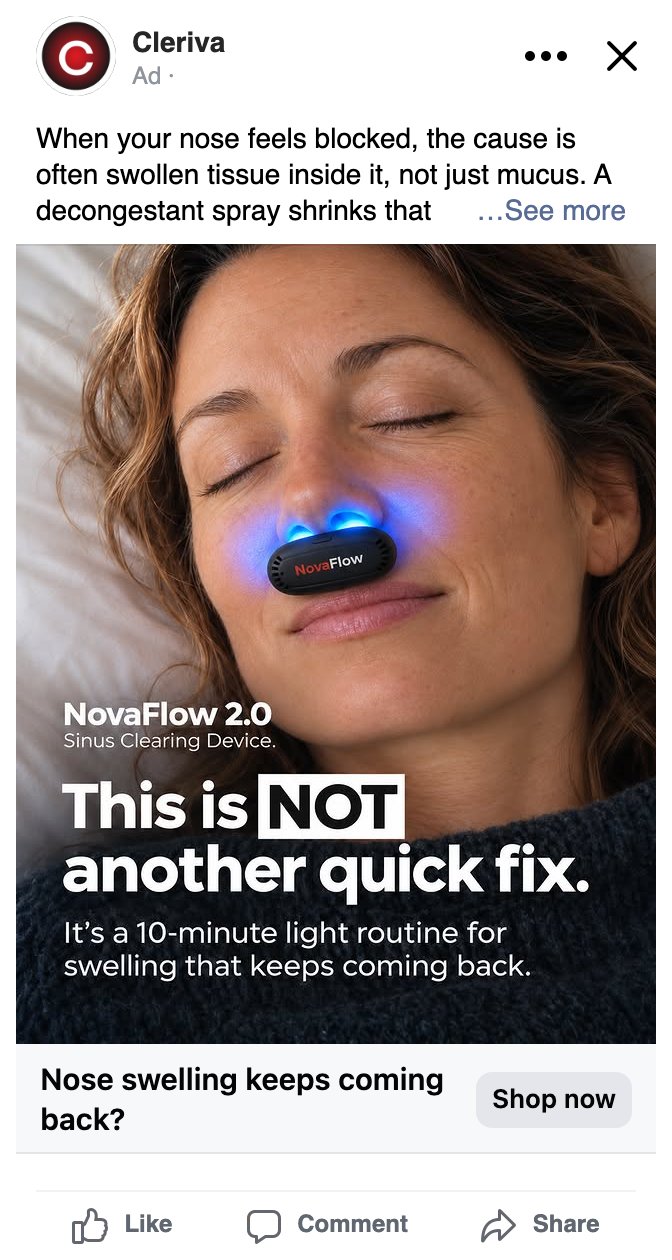 C
Cleriva
Ad ·
When your nose feels blocked, the cause is
often swollen tissue inside it, not just mucus. A
decongestant spray shrinks that ...See more
NovaFlow
NovaFlow 2.0
Sinus Clearing Device.
This is NOT
another quick fix.
It's a 10-minute light routine for
swelling that keeps coming back.
Nose swelling keeps coming
back?
Shop now
Like
Comment
Share